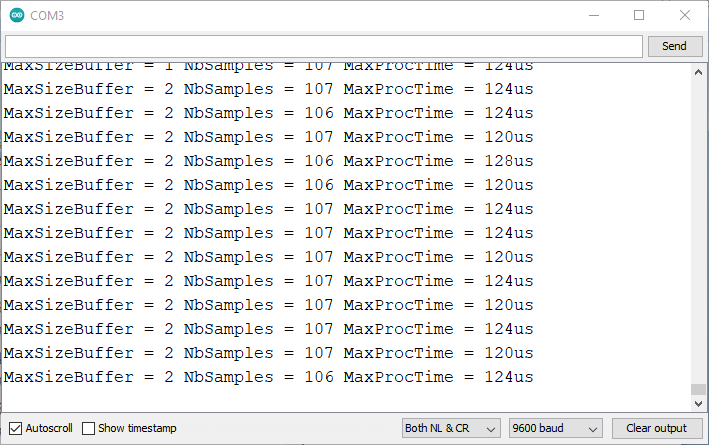 COM3
Send
MaxSizeBuffer = 1 NbSamples = 107 MaxProcTime = 124us
MaxSizeBuffer = 2 NbSamples = 107 MaxProcTime = 124us
MaxSizeBuffer = 2 NbSamples = 106 MaxProcTime = 124us
MaxSizeBuffer = 2 NbSamples = 107 MaxProcTime = 120us
MaxSizeBuffer = 2 NbSamples = 106 MaxProcTime = 128us
MaxSizeBuffer = 2 NbSamples = 106 MaxProcTime = 120us
MaxSizeBuffer = 2 NbSamples = 107 MaxProcTime = 124us
MaxSizeBuffer = 2 NbSamples = 107 MaxProcTime = 124us
MaxSizeBuffer = 2 NbSamples = 107 MaxProcTime = 120us
MaxSizeBuffer = 2 NbSamples = 107 MaxProcTime = 124us
MaxSizeBuffer = 2 NbSamples = 107 MaxProcTime = 120us
MaxSizeBuffer = 2 NbSamples = 107 MaxProcTime = 124us
MaxSizeBuffer = 2 NbSamples = 107 MaxProcTime = 120us
MaxSizeBuffer = 2 NbSamples = 106 MaxProcTime = 124us
Autoscroll Show timestamp Both NL & CR 9600 baud Clear output